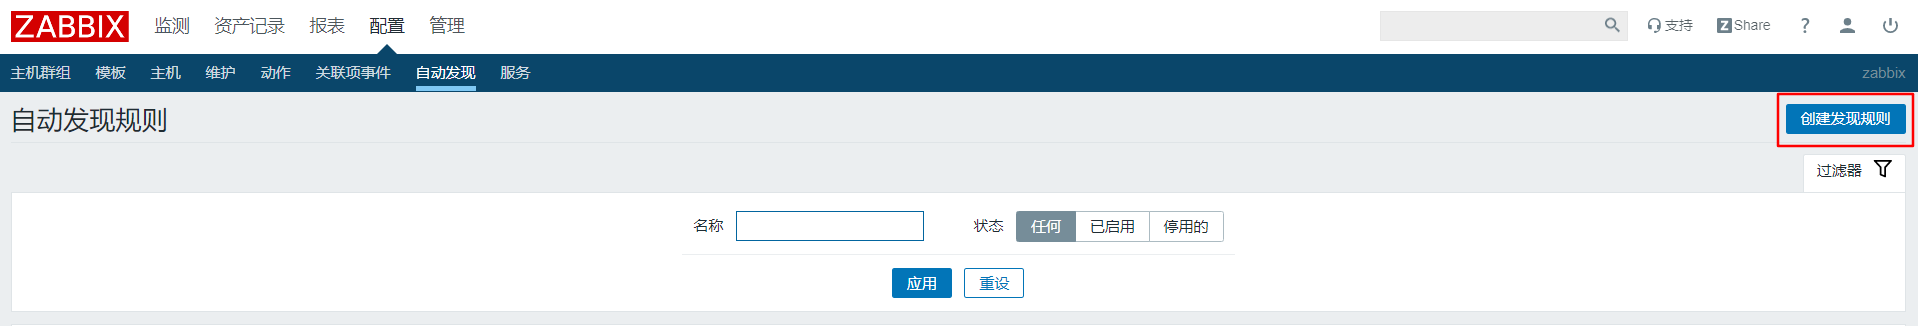 ZABBIX 监测 资产记录 报表 配置 管理 支持 Z Share ?
主机群组 模板 主机 维护 动作 关联项事件 自动发现 服务 zabbix
自动发现规则 创建发现规则
过滤器
名称 状态 任何 已启用 停用的
应用 重设